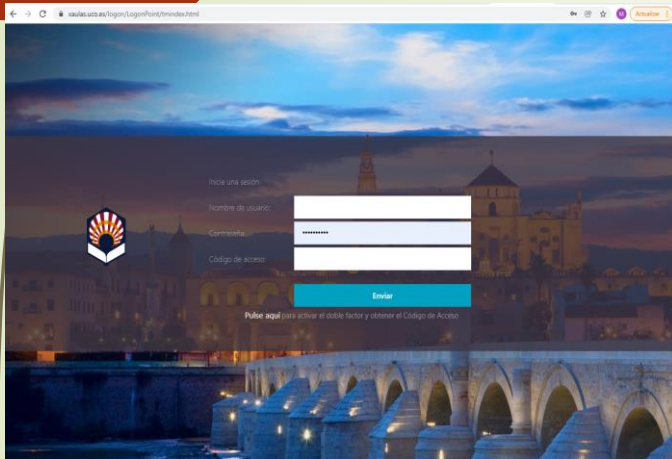 xaulas.uco.es/logon/LogonPoint/tmindex.html
M
Actualizar
Inicie una sesión
Nombre de usuario:
Contraseña:
••••••••••
Código de acceso:
Enviar
Pulse aquí para activar el doble factor y obtener el Código de Acceso